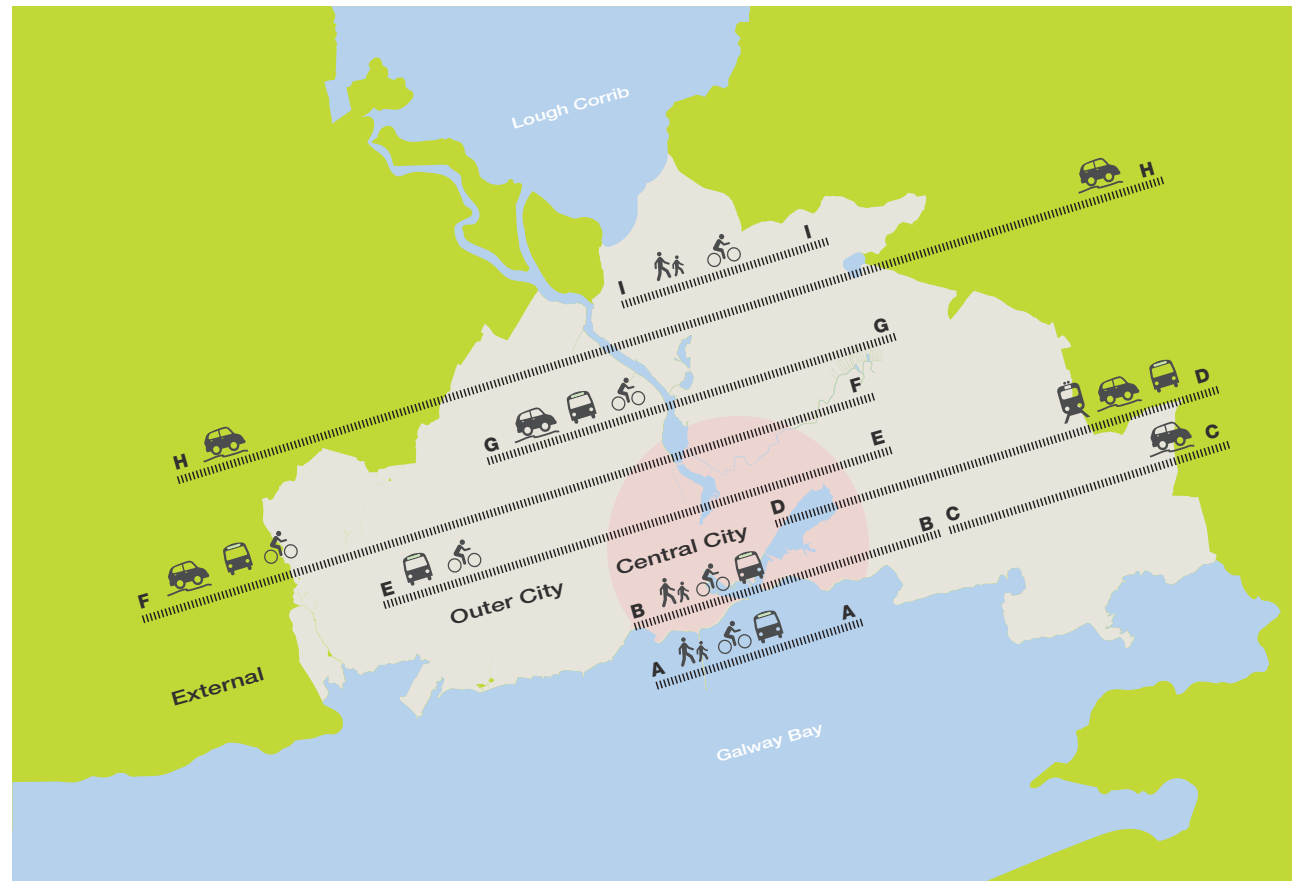 Lough Corrib
H
I
I
G
F
G
D
H
E
C
D
B
C
Central City
F
E
Outer City
B
A
A
External
Galway Bay